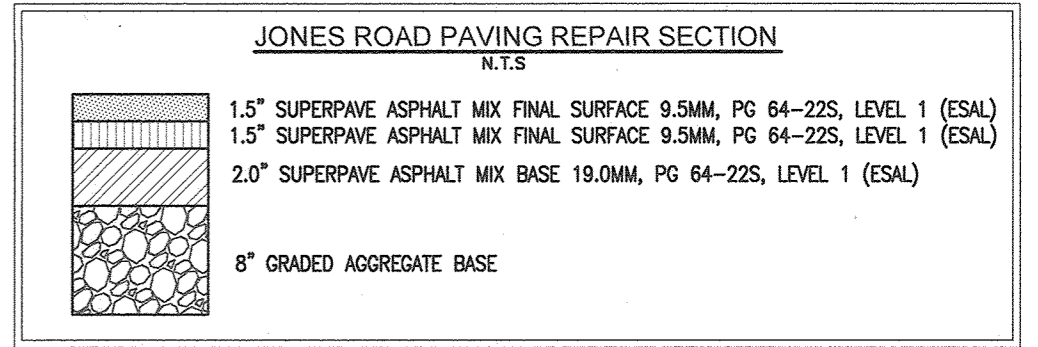 JONES ROAD PAVING REPAIR SECTION
N.T.S
1.5" SUPERPAVE ASPHALT MIX FINAL SURFACE 9.5MM, PG 64-22S, LEVEL 1 (ESAL)
1.5" SUPERPAVE ASPHALT MIX FINAL SURFACE 9.5MM, PG 64-22S, LEVEL 1 (ESAL)
2.0" SUPERPAVE ASPHALT MIX BASE 19.0MM, PG 64-22S, LEVEL 1 (ESAL)
8" GRADED AGGREGATE BASE